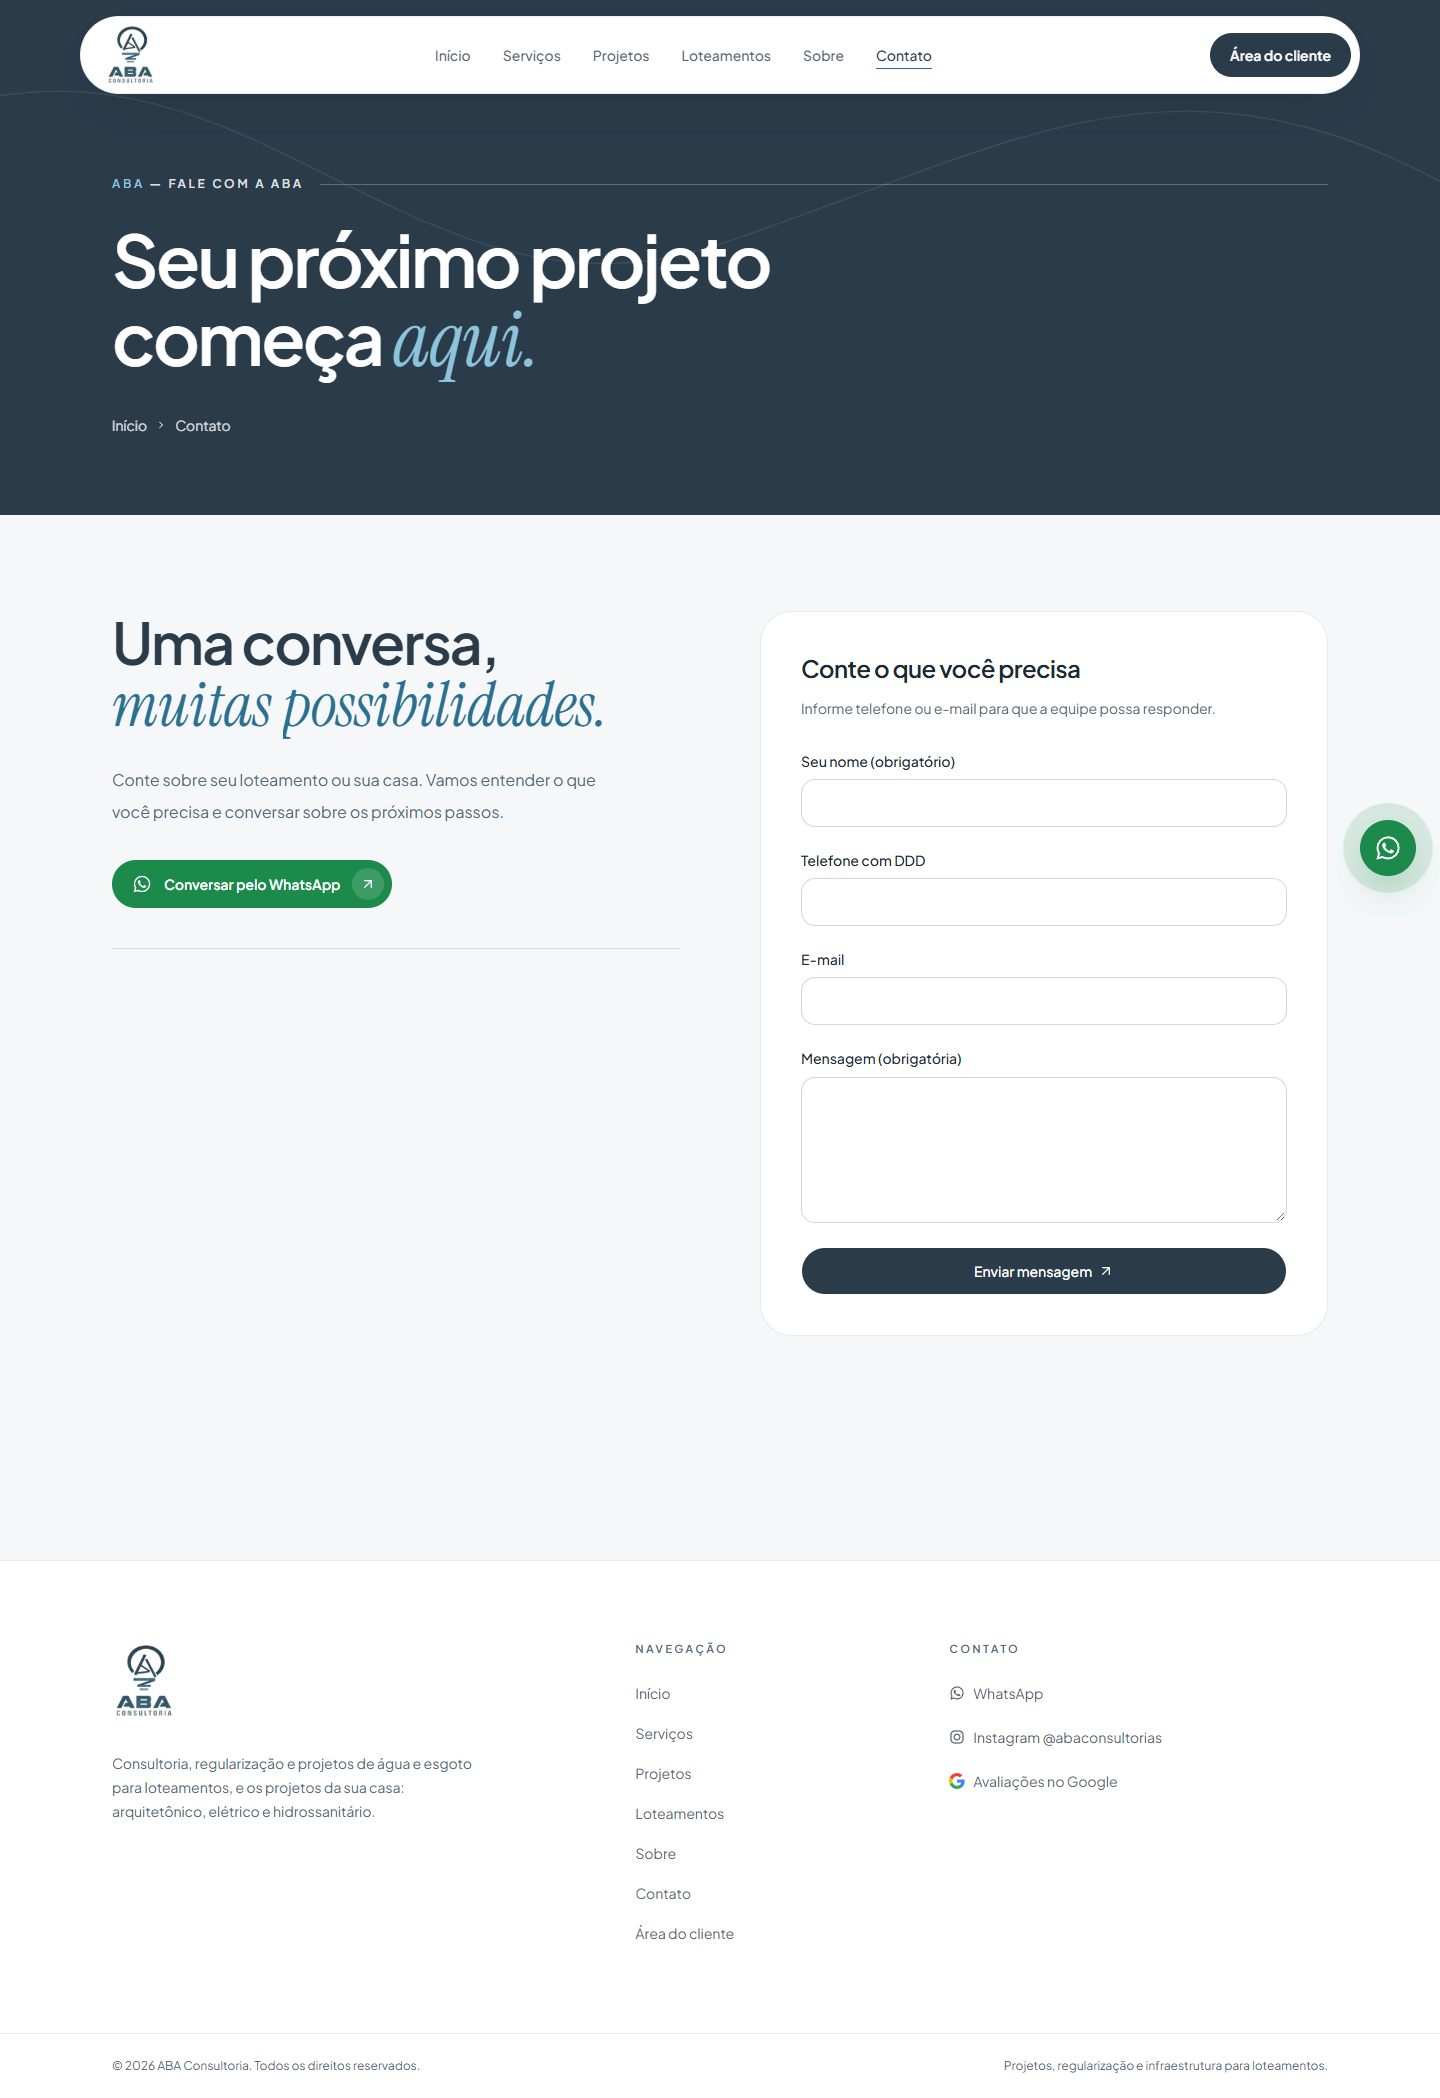 ABA
CONSULTORIA
Início
Serviços
Projetos
Loteamentos
Sobre
Contato
Área do cliente
ABA — FALE COM A ABA
Seu próximo projeto
começa aqui.
Início > Contato
Uma conversa,
muitas possibilidades.
Conte sobre seu loteamento ou sua casa. Vamos entender o que
você precisa e conversar sobre os próximos passos.
Conversar pelo WhatsApp
Conte o que você precisa
Informe telefone ou e-mail para que a equipe possa responder.
Seu nome (obrigatório)
Telefone com DDD
E-mail
Mensagem (obrigatória)
Enviar mensagem
ABA
CONSULTORIA
Consultoria, regularização e projetos de água e esgoto
para loteamentos, e os projetos da sua casa:
arquitetônico, elétrico e hidrossanitário.
NAVEGAÇÃO
Início
Serviços
Projetos
Loteamentos
Sobre
Contato
Área do cliente
CONTATO
WhatsApp
Instagram @abaconsultorias
Avaliações no Google
© 2026 ABA Consultoria. Todos os direitos reservados.
Projetos, regularização e infraestrutura para loteamentos.